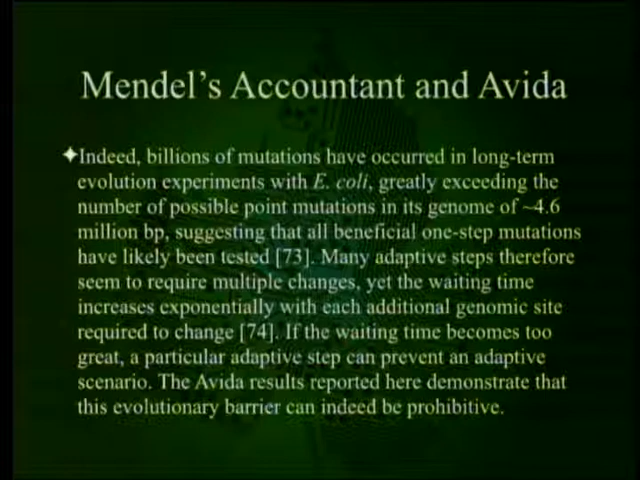 Mendel's Accountant and Avida
✦Indeed, billions of mutations have occurred in long-term
evolution experiments with E. coli, greatly exceeding the
number of possible point mutations in its genome of ~4.6
million bp, suggesting that all beneficial one-step mutations
have likely been tested [73]. Many adaptive steps therefore
seem to require multiple changes, yet the waiting time
increases exponentially with each additional genomic site
required to change [74]. If the waiting time becomes too
great, a particular adaptive step can prevent an adaptive
scenario. The Avida results reported here demonstrate that
this evolutionary barrier can indeed be prohibitive.